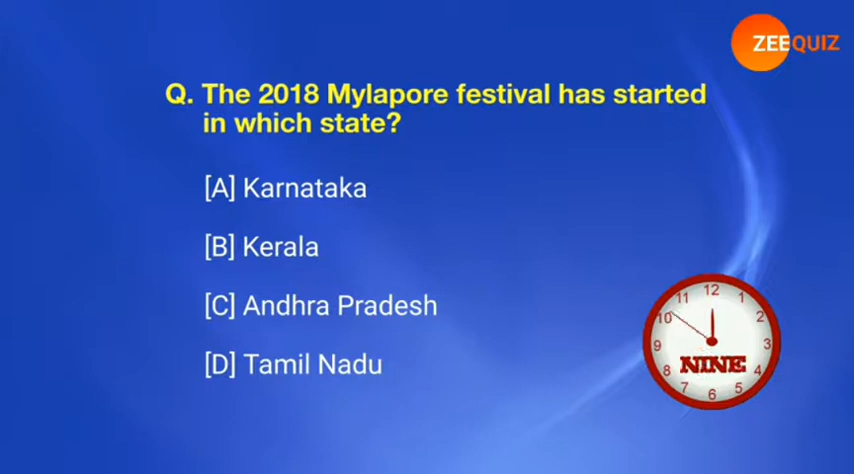 ZEEQUIZ
Q. The 2018 Mylapore festival has started
in which state?
[A] Karnataka
[B] Kerala
[C] Andhra Pradesh
[D] Tamil Nadu
12
11 1
10 2
9 3
NINE
8 4
7 5
6